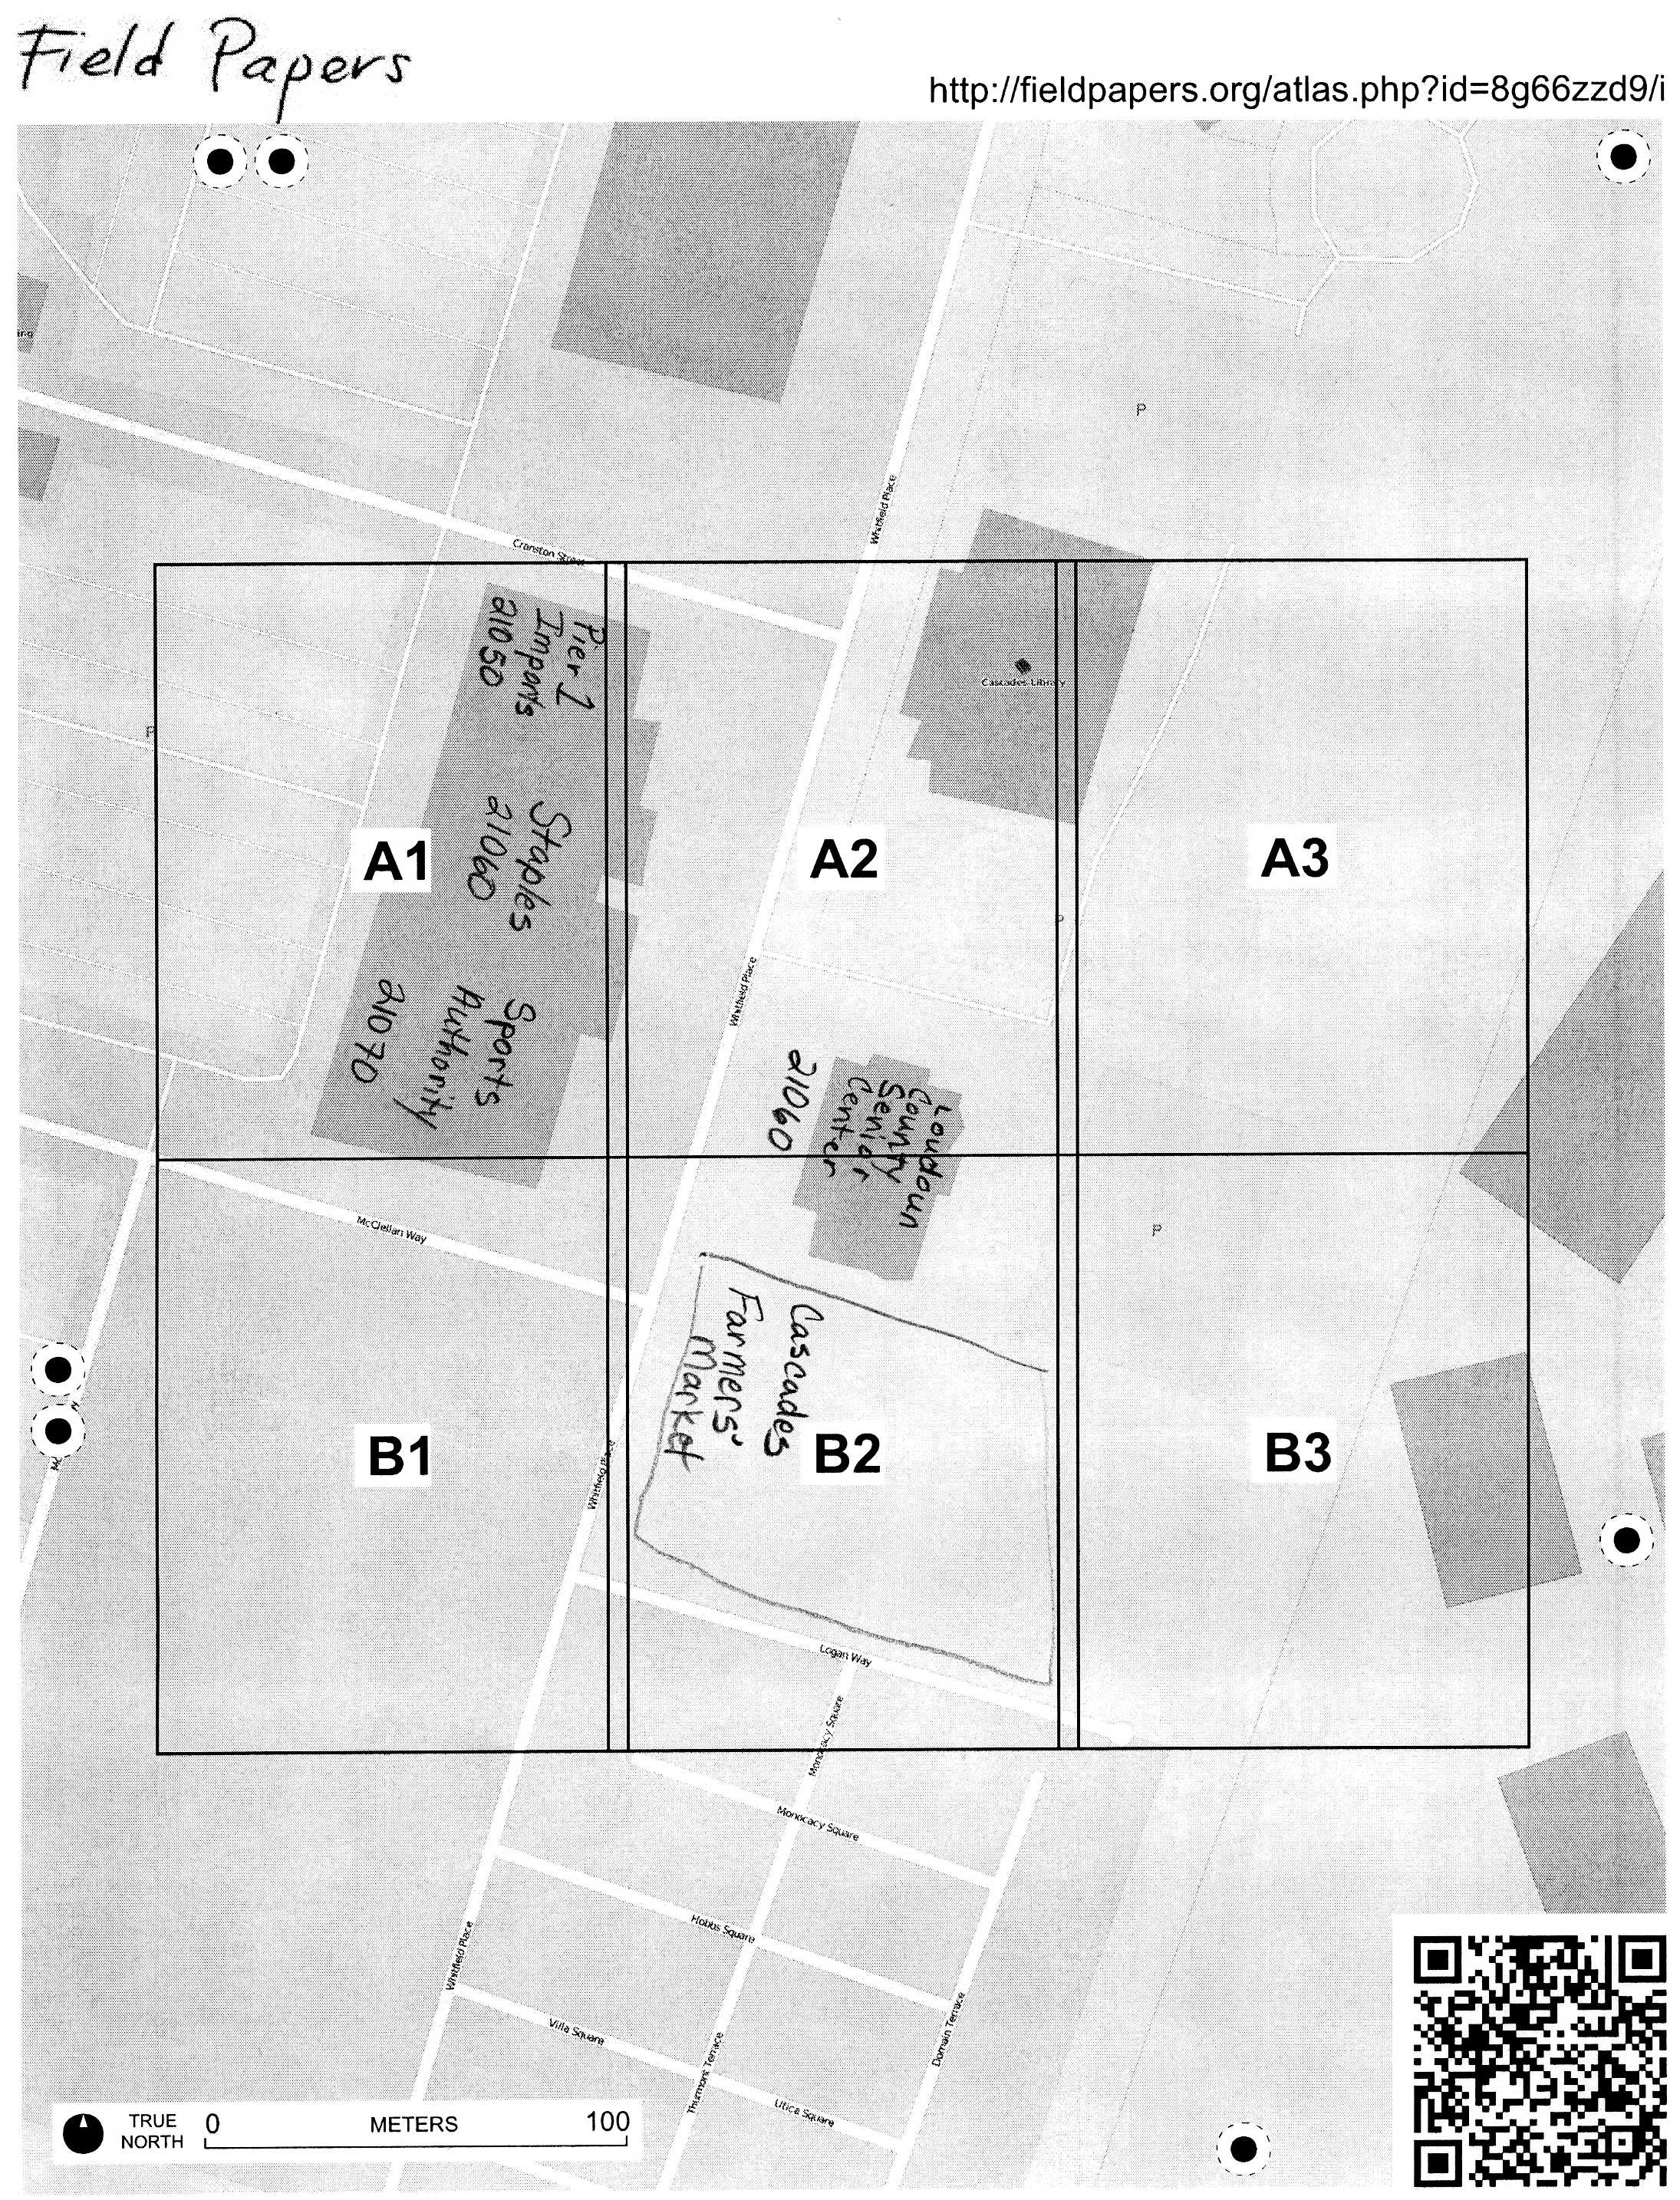 Field Papers
http://fieldpapers.org/atlas.php?id=8g66zzd9/i
P
Whitfield Place
Cranston Street
Pier 1
Imports
21050
Cascades Library
P
Staples
21060
A1
A2
A3
P
Whitfield Place
Sports
Authority
21070
21060
Loudoun
County
Senior
Center
McClellan Way
P
Cascades
Farmers'
Market
B1
B2
B3
Whitfield Place
Logan Way
Monocacy Square
Monocacy Square
Hobbs Square
Whitfield Place
Domain Terrace
Villa Square
Thurmont Terrace
Utica Square
TRUE
NORTH
0 METERS 100